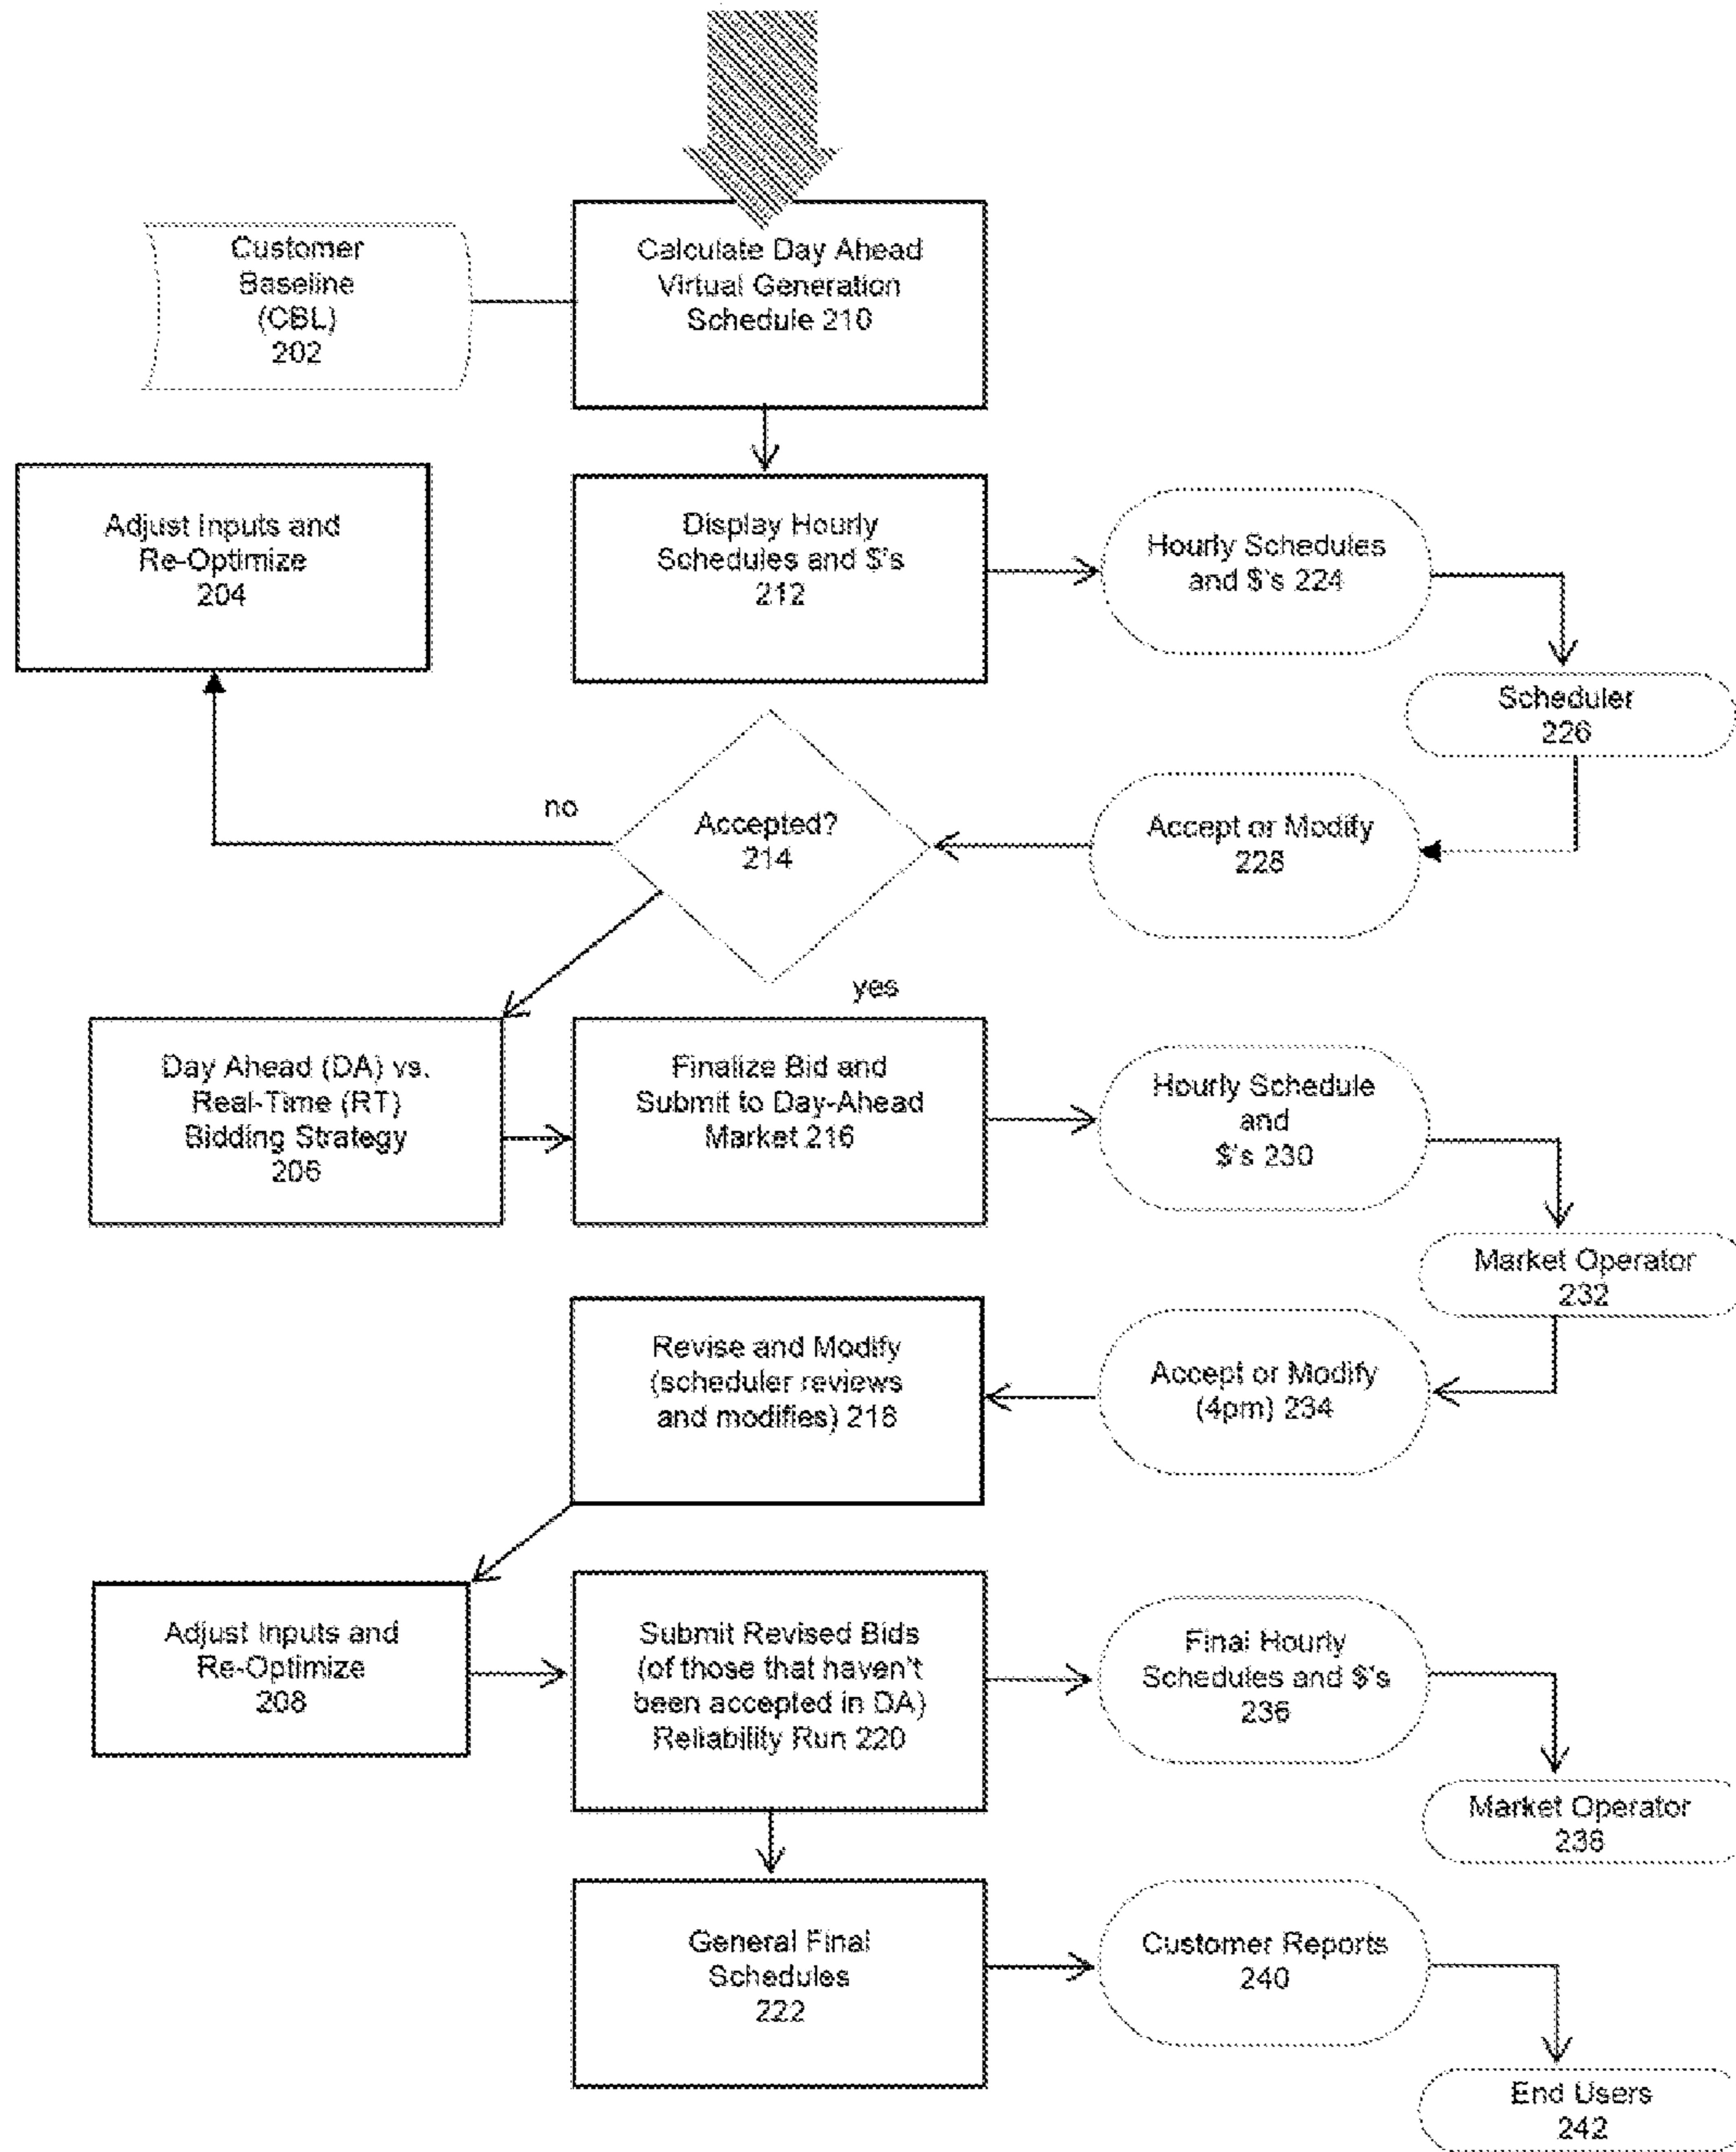 Customer
Baseline
(CBL)
202
Calculate Day Ahead
Virtual Generation
Schedule 210
Adjust Inputs and
Re-Optimize
204
Display Hourly
Schedules and $'s
212
Hourly Schedules
and $'s 224
Scheduler
226
no
Accepted?
214
Accept or Modify
228
yes
Day Ahead (DA) vs.
Real-Time (RT)
Bidding Strategy
206
Finalize Bid and
Submit to Day-Ahead
Market 216
Hourly Schedule
and
$'s 230
Market Operator
232
Revise and Modify
(scheduler reviews
and modifies) 218
Accept or Modify
(4pm) 234
Adjust Inputs and
Re-Optimize
208
Submit Revised Bids
(of those that haven't
been accepted in DA)
Reliability Run 220
Final Hourly
Schedules and $'s
236
Market Operator
238
General Final
Schedules
222
Customer Reports
240
End Users
242